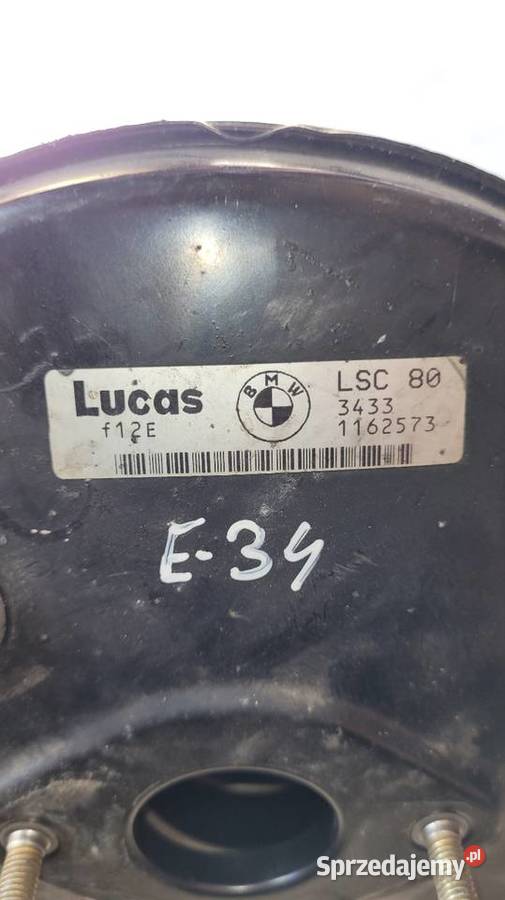 Lucas
f12E
BMW
LSC 80
3433
1162573
E-34
Sprzedajemy.pl